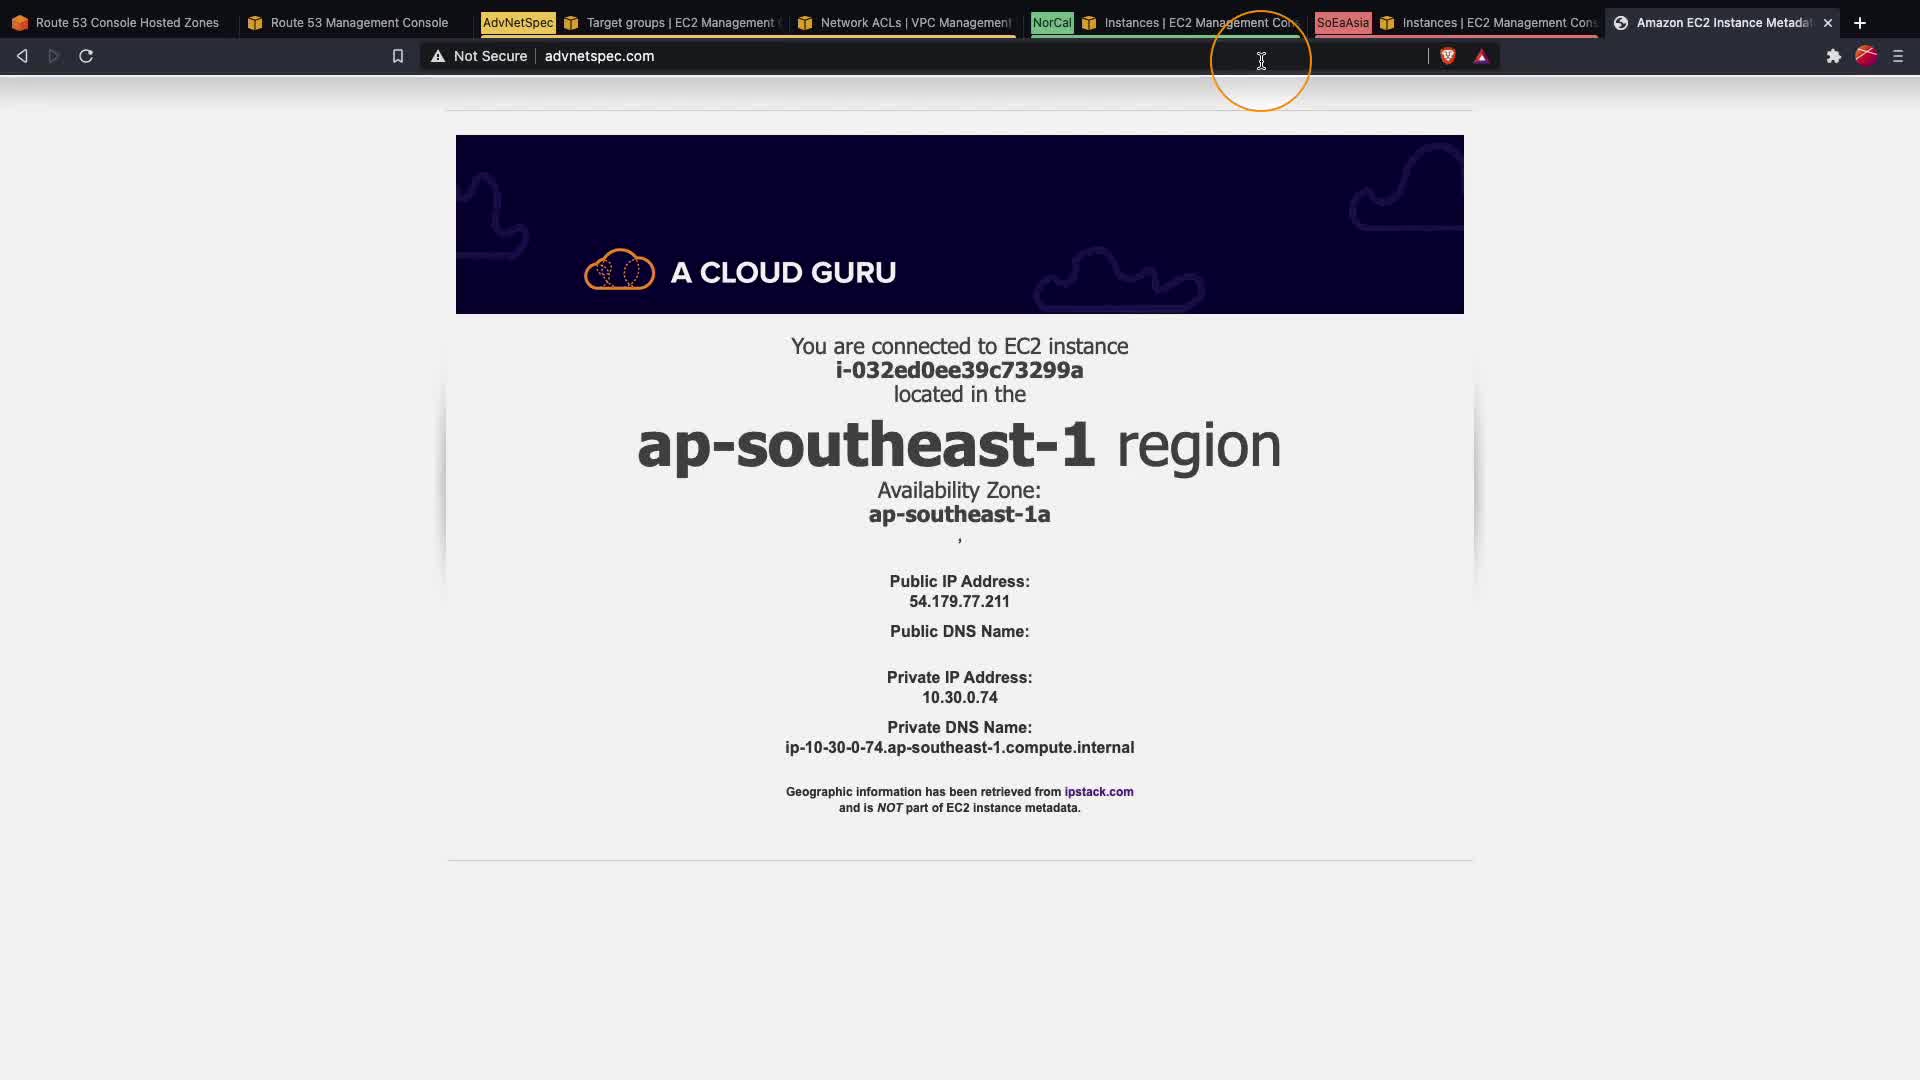 Route 53 Console Hosted Zones
Route 53 Management Console
AdvNetSpec
Target groups | EC2 Management
Network ACLs | VPC Management
NorCal
Instances | EC2 Management Con
SoEaAsia
Instances | EC2 Management Con
Amazon EC2 Instance Metada
Not Secure
advnetspec.com
A CLOUD GURU
You are connected to EC2 instance
i-032ed0ee39c73299a
located in the
ap-southeast-1 region
Availability Zone:
ap-southeast-1a
,
Public IP Address:
54.179.77.211
Public DNS Name:
Private IP Address:
10.30.0.74
Private DNS Name:
ip-10-30-0-74.ap-southeast-1.compute.internal
Geographic information has been retrieved from ipstack.com
and is NOT part of EC2 instance metadata.